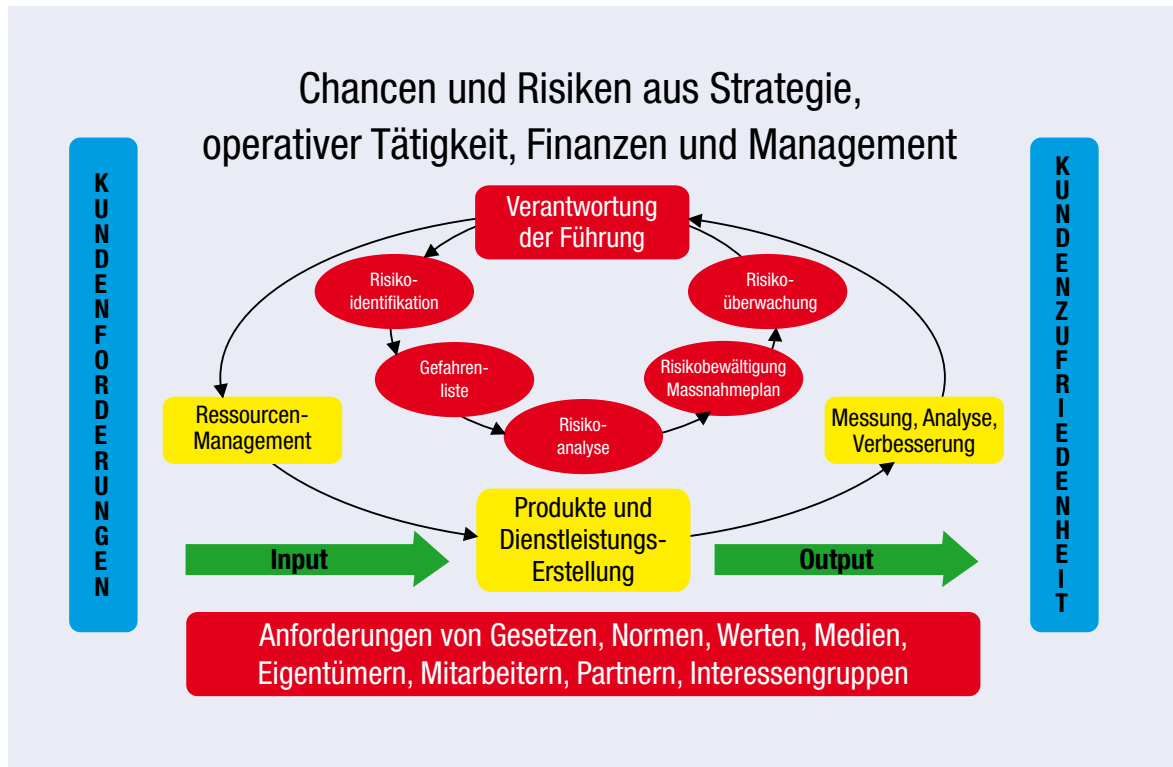 Chancen und Risiken aus Strategie,
operativer Tätigkeit, Finanzen und Management
KUNDENFORDERUNGEN
Verantwortung
der Führung
Risiko-
identifikation
Gefahren-
liste
Risiko-
analyse
Risikobewältigung
Massnahmeplan
Risiko-
überwachung
Ressourcen-
Management
Produkte und
Dienstleistungs-
Erstellung
Messung, Analyse,
Verbesserung
Input
Output
KUNDENZUFRIEDENHEIT
Anforderungen von Gesetzen, Normen, Werten, Medien,
Eigentümern, Mitarbeitern, Partnern, Interessengruppen